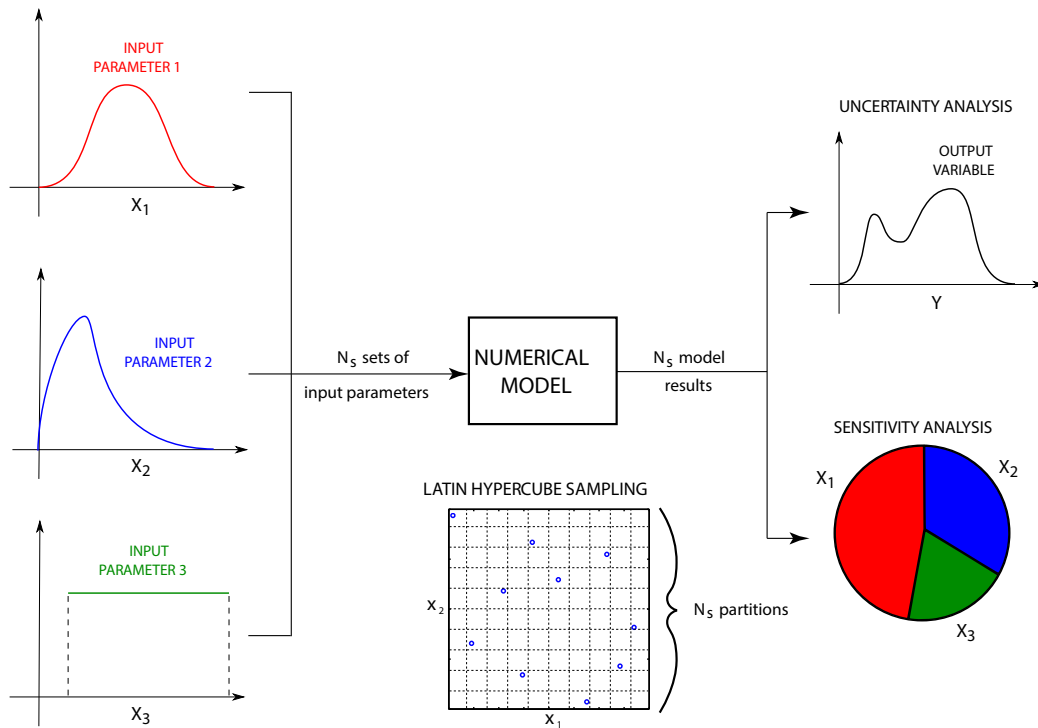 INPUT
PARAMETER 1
X1
INPUT
PARAMETER 2
X2
INPUT
PARAMETER 3
X3
Ns sets of
input parameters
NUMERICAL
MODEL
Ns model
results
LATIN HYPERCUBE SAMPLING
x2
x1
Ns partitions
UNCERTAINTY ANALYSIS
OUTPUT
VARIABLE
Y
SENSITIVITY ANALYSIS
X1
X2
X3